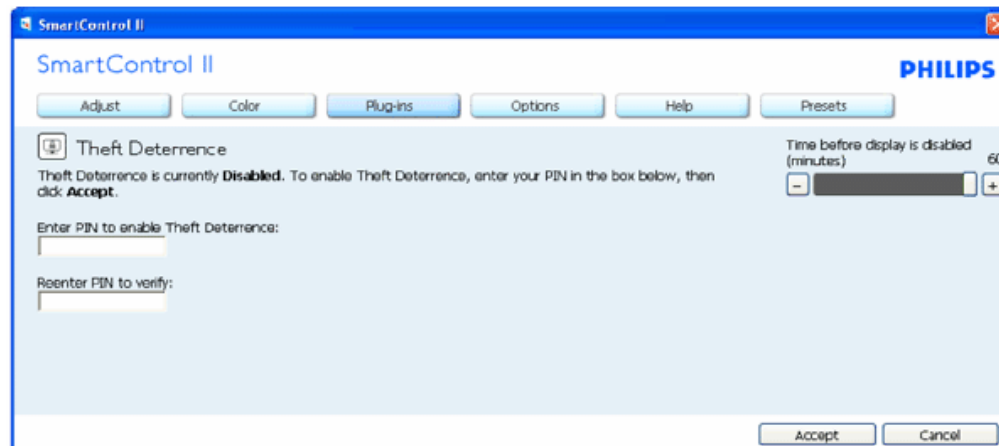 SmartControl II
SmartControl II
PHILIPS
Adjust Color Plug-ins Options Help Presets
Theft Deterrence
Theft Deterrence is currently Disabled. To enable Theft Deterrence, enter your PIN in the box below, then
click Accept.
Enter PIN to enable Theft Deterrence:
Reenter PIN to verify:
Time before display is disabled
(minutes) 60
- +
Accept Cancel